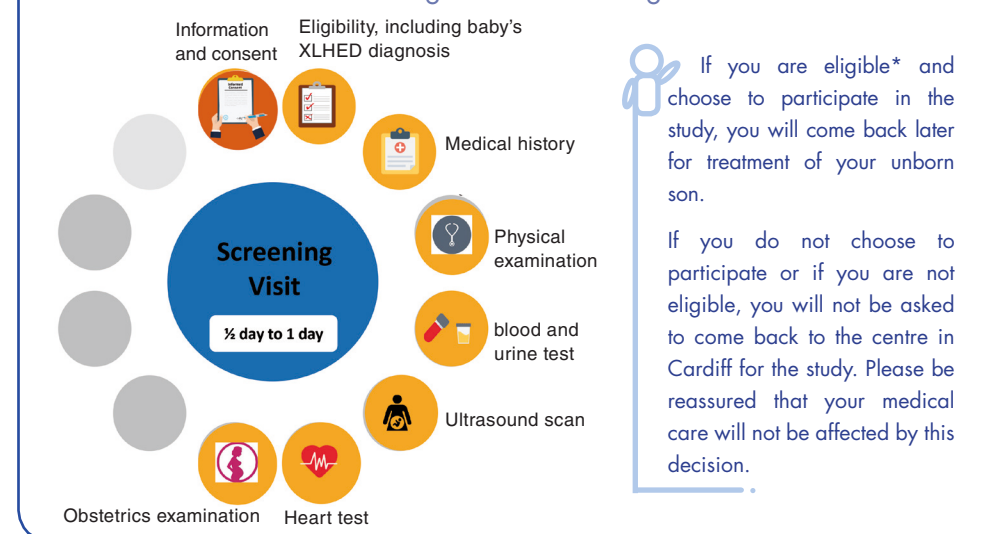 Information
and consent
Eligibility, including baby's
XLHED diagnosis
Medical history
Physical
examination
blood and
urine test
Ultrasound scan
Heart test
Obstetrics examination
Screening
Visit
½ day to 1 day
If you are eligible* and
choose to participate in the
study, you will come back later
for treatment of your unborn
son.
If you do not choose to
participate or if you are not
eligible, you will not be asked
to come back to the centre in
Cardiff for the study. Please be
reassured that your medical
care will not be affected by this
decision.